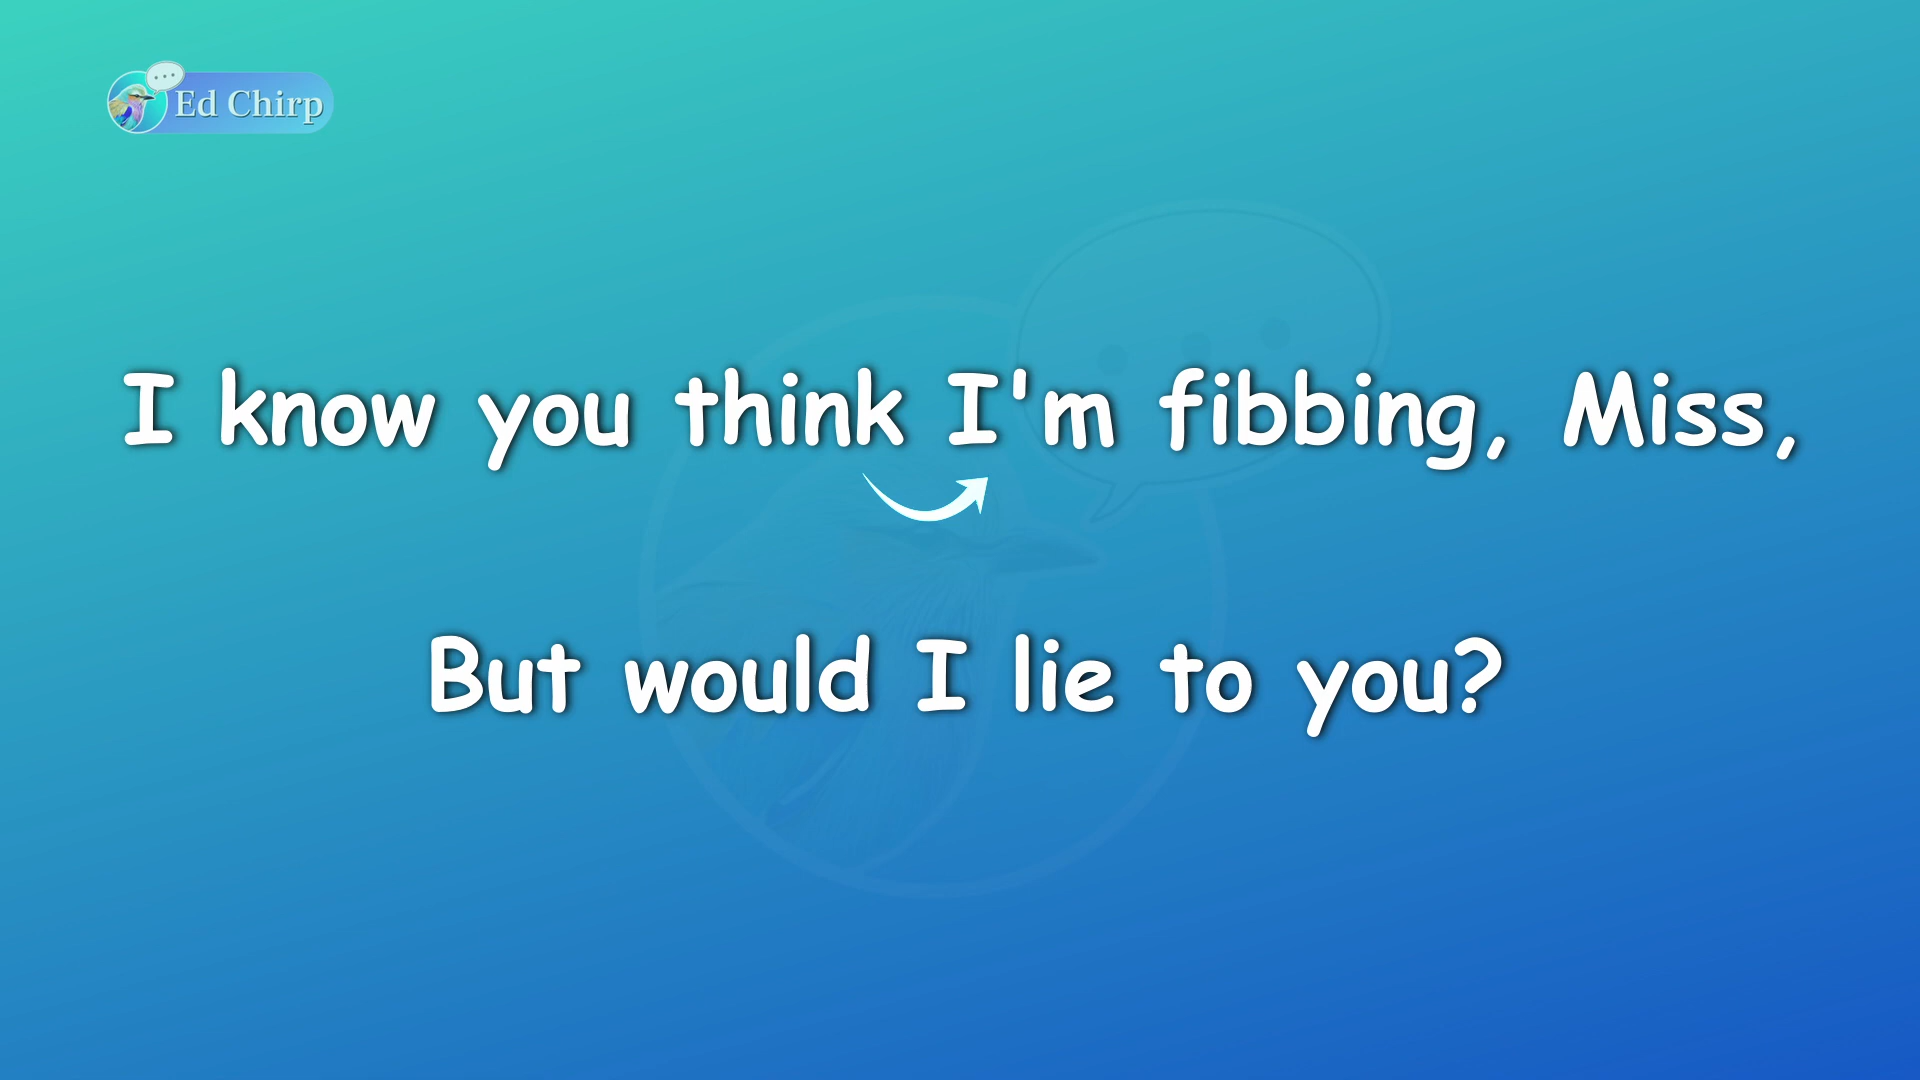 Ed Chirp
I know you think I'm fibbing, Miss,
But would I lie to you?